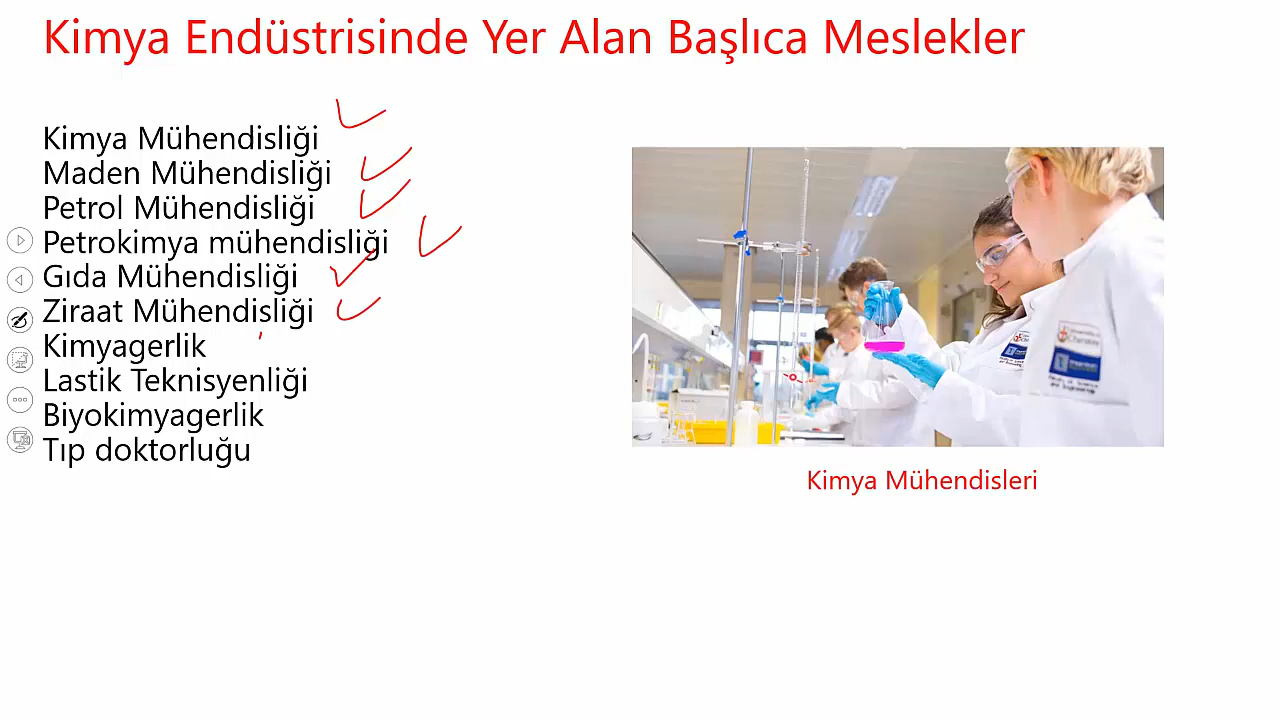 Kimya Endüstrisinde Yer Alan Başlıca Meslekler
Kimya Mühendisliği
Maden Mühendisliği
Petrol Mühendisliği
Petrokimya mühendisliği
Gıda Mühendisliği
Ziraat Mühendisliği
Kimyagerlik
Lastik Teknisyenliği
Biyokimyagerlik
Tıp doktorluğu
Kimya Mühendisleri